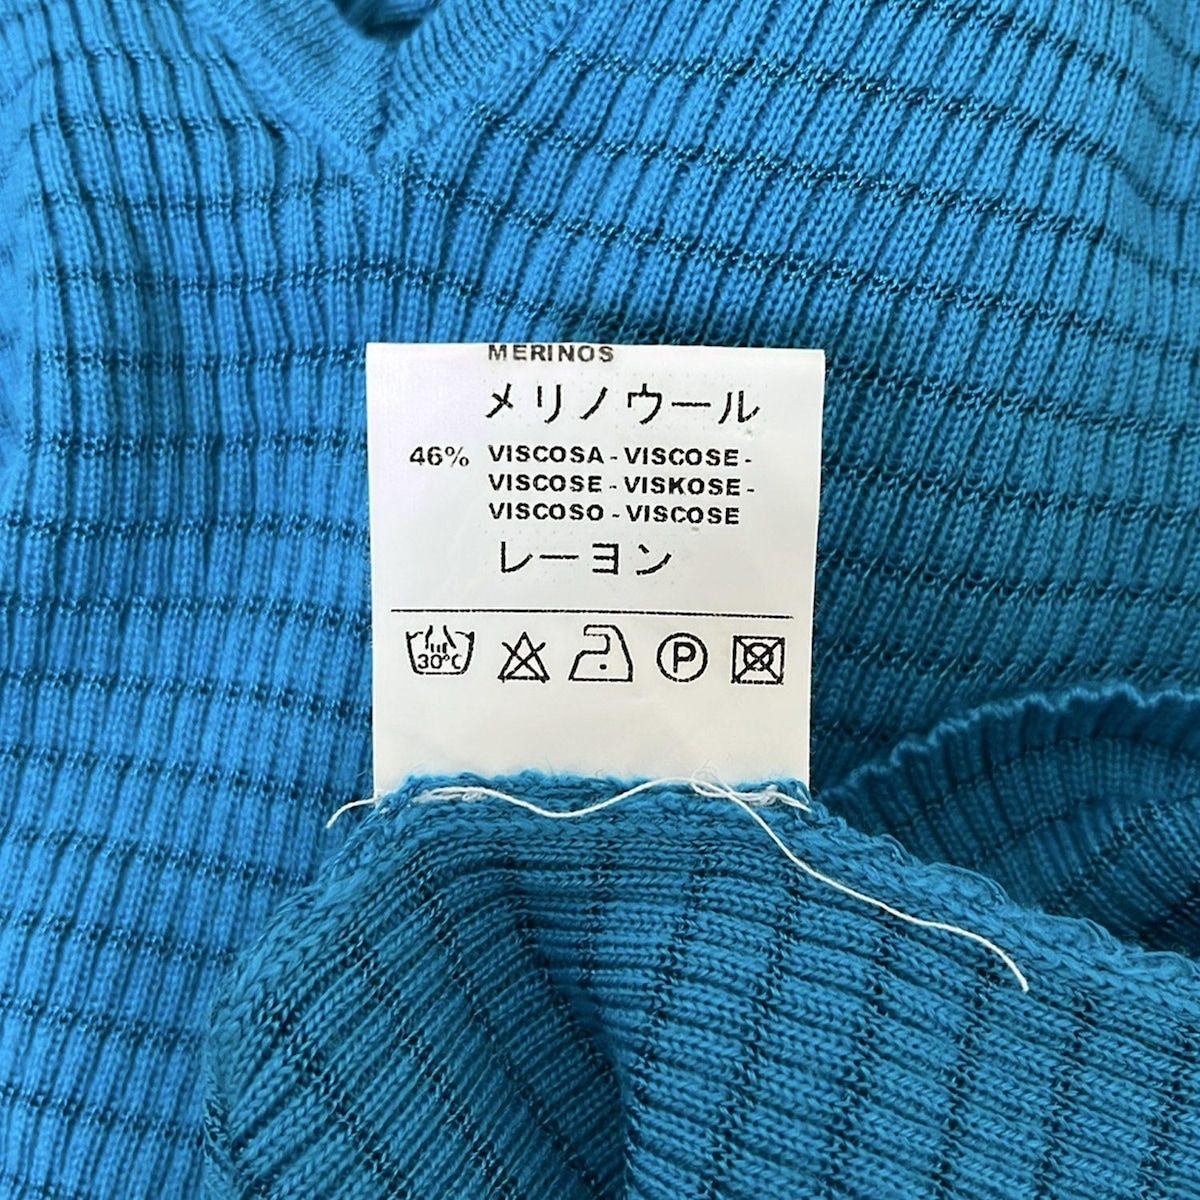 MERINOS
メリノウール
46% VISCOSA - VISCOSE -
VISCOSE - VISKOSE -
VISCOSO - VISCOSE
レーヨン
30°C P